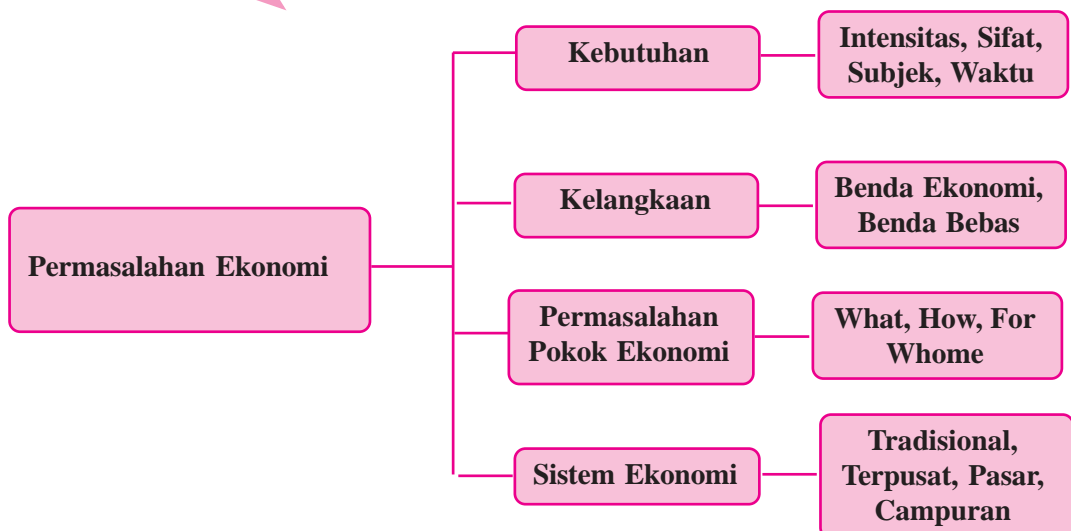 Kebutuhan
Intensitas, Sifat,
Subjek, Waktu
Kelangkaan
Benda Ekonomi,
Benda Bebas
Permasalahan Ekonomi
Permasalahan
Pokok Ekonomi
What, How, For
Whome
Sistem Ekonomi
Tradisional,
Terpusat, Pasar,
Campuran